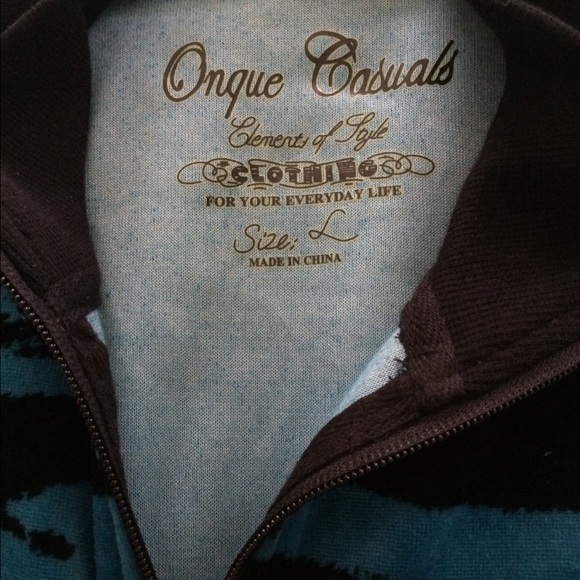 Onque Casuals
Elements of Style
CLOTHING
FOR YOUR EVERYDAY LIFE
Size: L
MADE IN CHINA